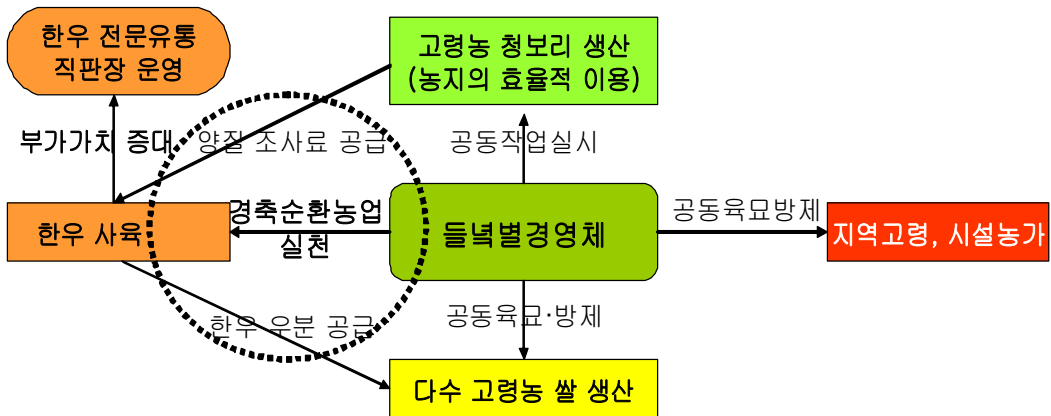 한우 전문유통
직판장 운영
고령농 청보리 생산
(농지의 효율적 이용)
부가가치 증대
양질 조사료 공급
공동작업실시
한우 사육
경축순환농업
실천
들녘별경영체
공동육묘방제
지역고령, 시설농가
한우 우분 공급
공동육묘·방제
다수 고령농 쌀 생산